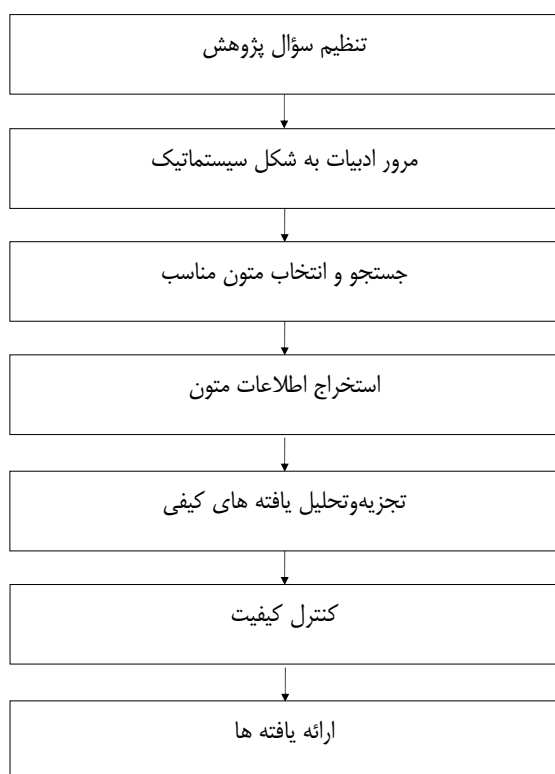 تنظیم سؤال پژوهش
مرور ادبیات به شکل سیستماتیک
جستجو و انتخاب متون مناسب
استخراج اطلاعات متون
تجزیه‌وتحلیل یافته های کیفی
کنترل کیفیت
ارائه یافته ها